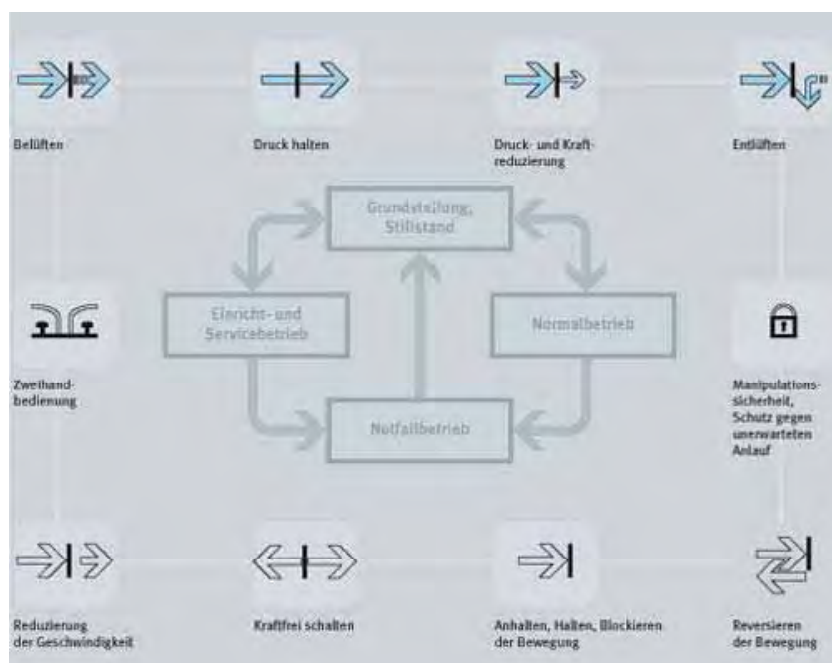 Belüften
Druck halten
Druck- und Kraft-
reduzierung
Entlüften
Grundstellung,
Stillstand
Einricht- und
Servicebetrieb
Normalbetrieb
Notfallbetrieb
Zweihand-
bedienung
Manipulations-
sicherheit,
Schutz gegen
unerwarteten
Anlauf
Reduzierung
der Geschwindigkeit
Kraftfrei schalten
Anhalten, Halten, Blockieren
der Bewegung
Reversieren
der Bewegung